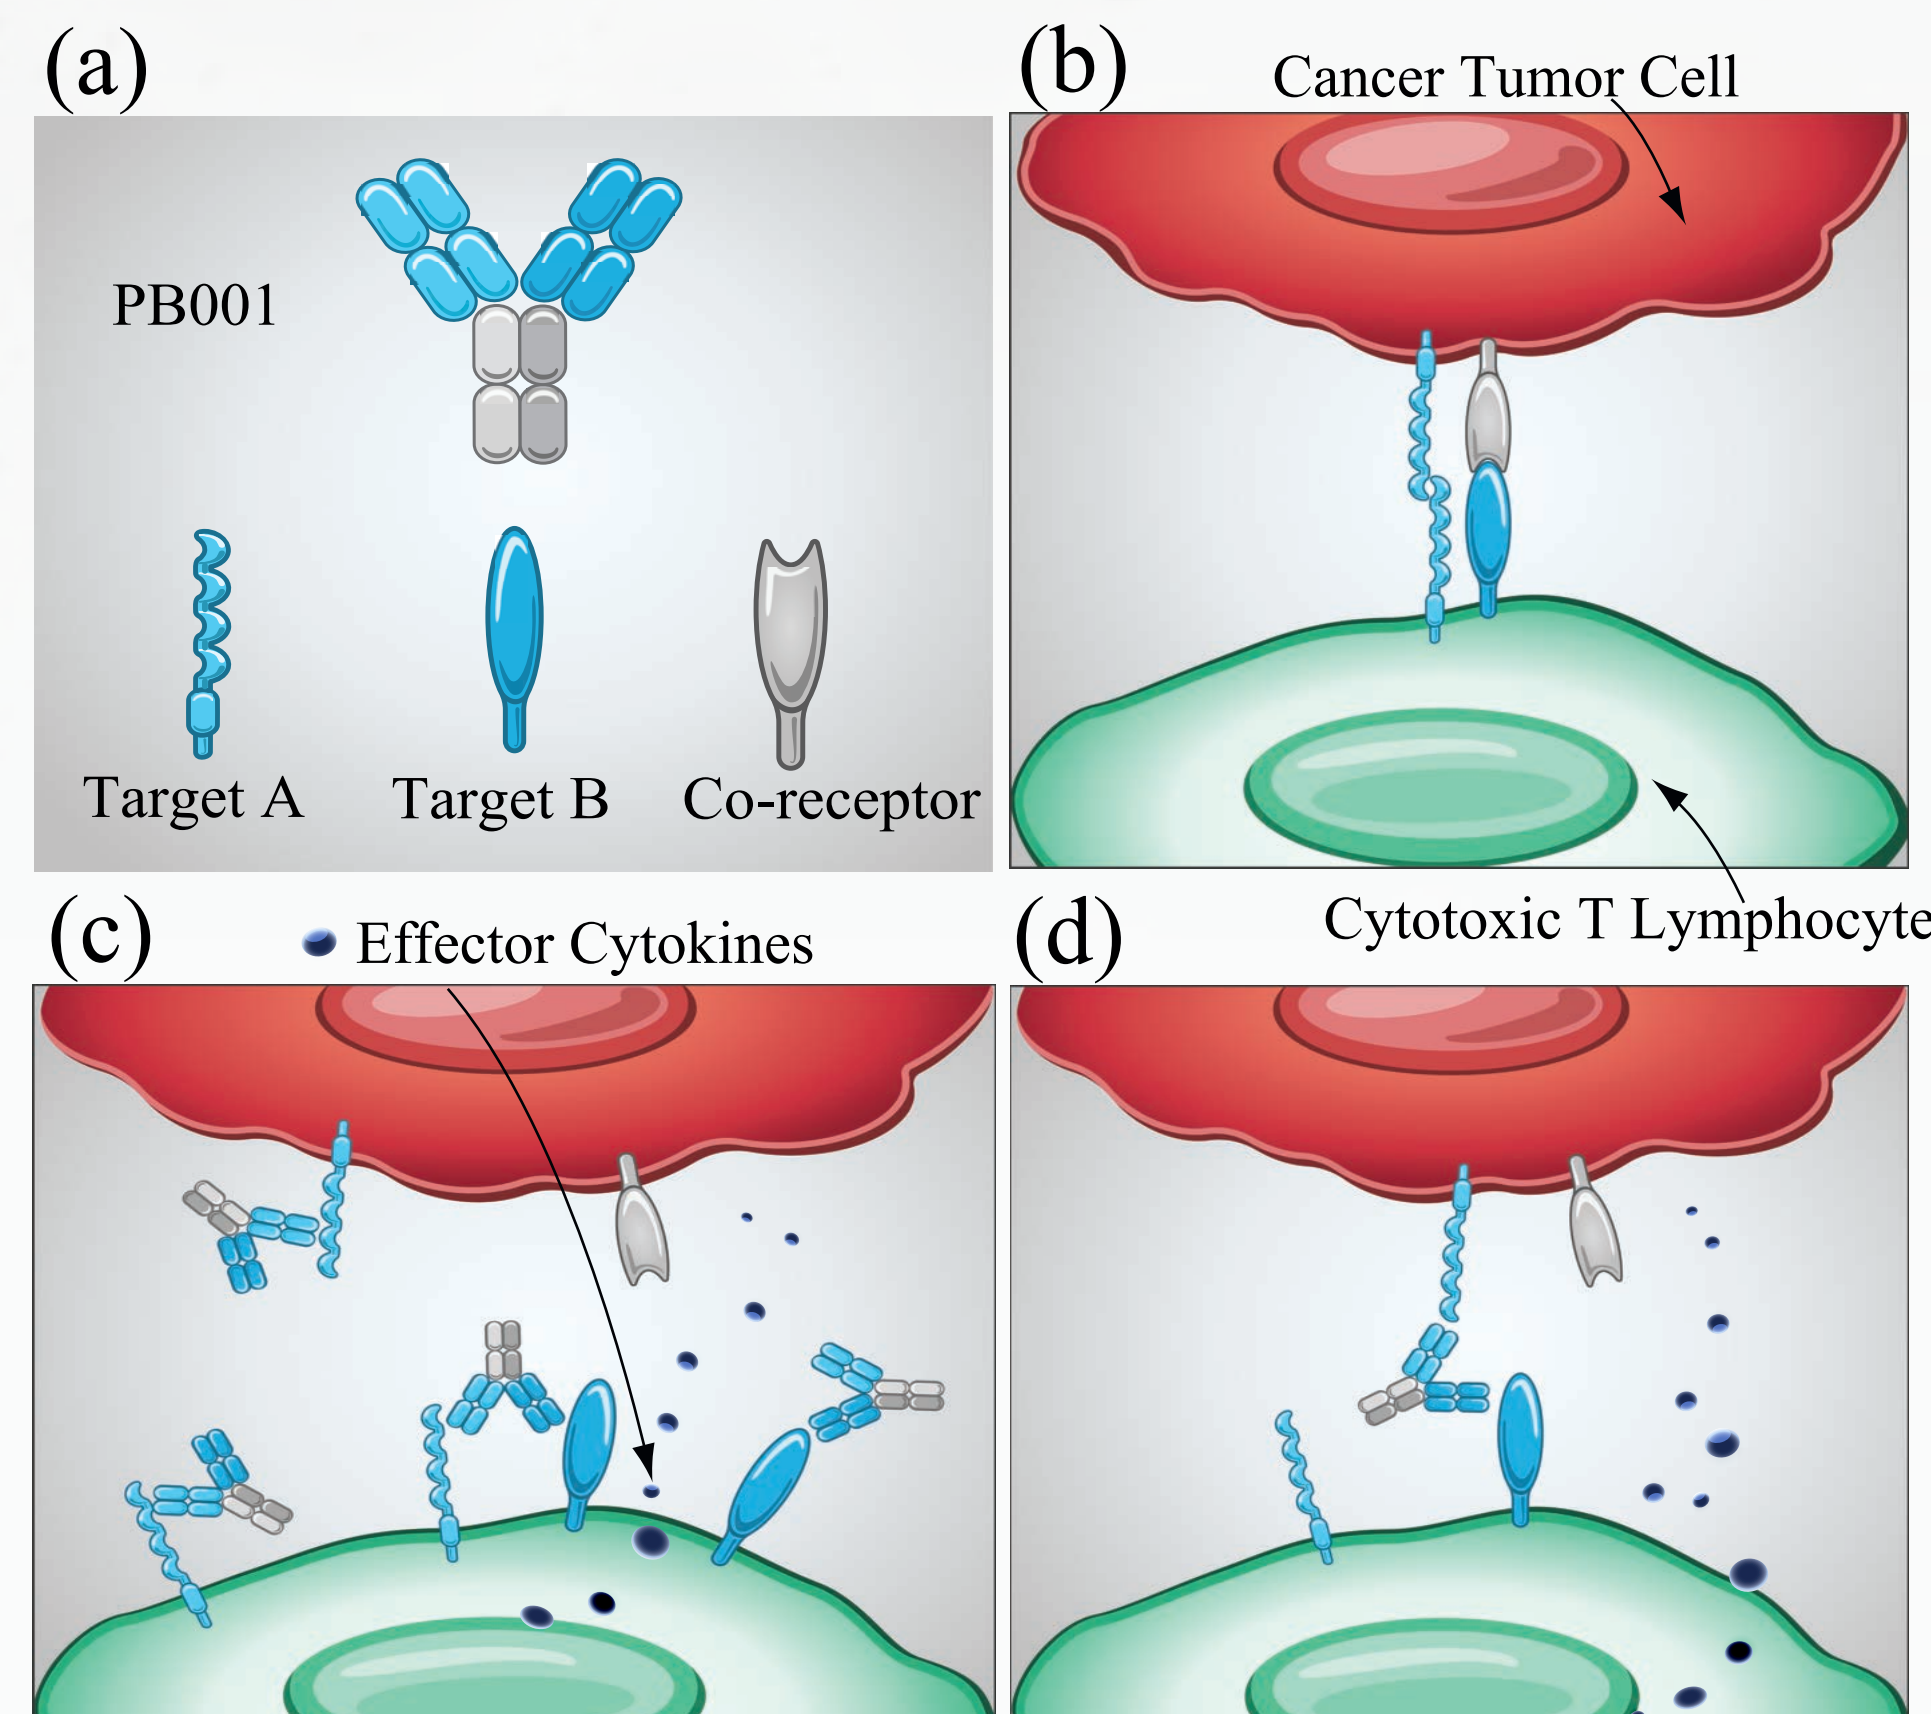 (a)
PB001
Target A
Target B
Co-receptor
(b)
Cancer Tumor Cell
Cytotoxic T Lymphocyte
(c)
Effector Cytokines
(d)